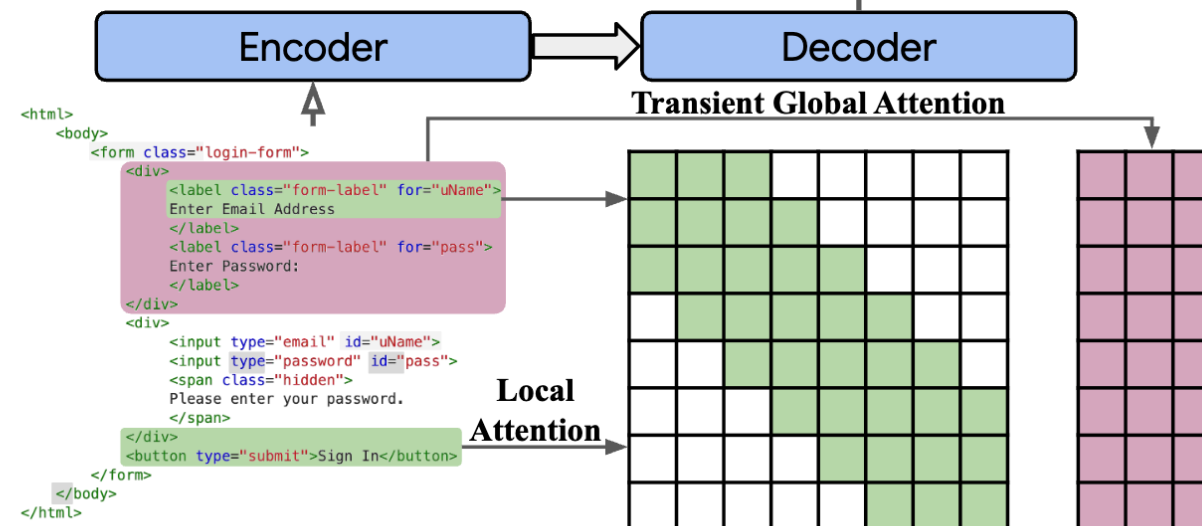 Encoder
Decoder
Transient Global Attention
<html>
<body>
<form class="login-form">
<div>
<label class="form-label" for="uName">
Enter Email Address
</label>
<label class="form-label" for="pass">
Enter Password:
</label>
</div>
<div>
<input type="email" id="uName">
<input type="password" id="pass">
<span class="hidden">
Please enter your password.
</span>
</div>
<button type="submit">Sign In</button>
</form>
</body>
</html>
Local
Attention